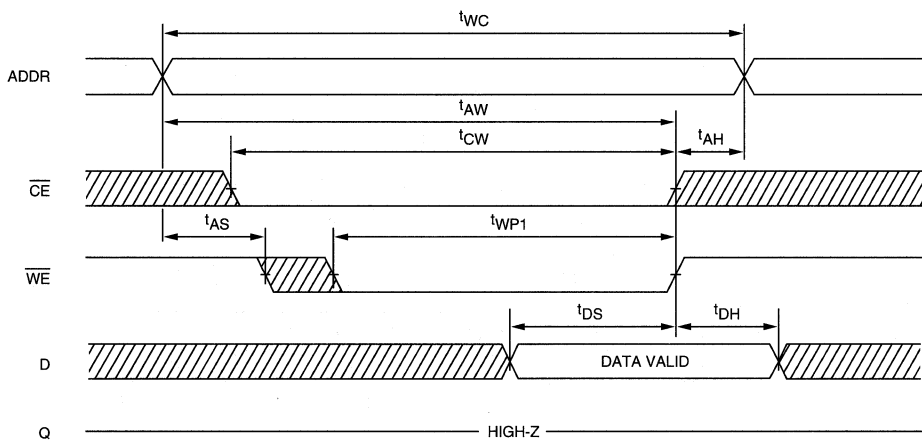 tWC
ADDR
tAW
tCW
tAH
CE
tAS
tWP1
WE
tDS
tDH
D
DATA VALID
Q
HIGH-Z